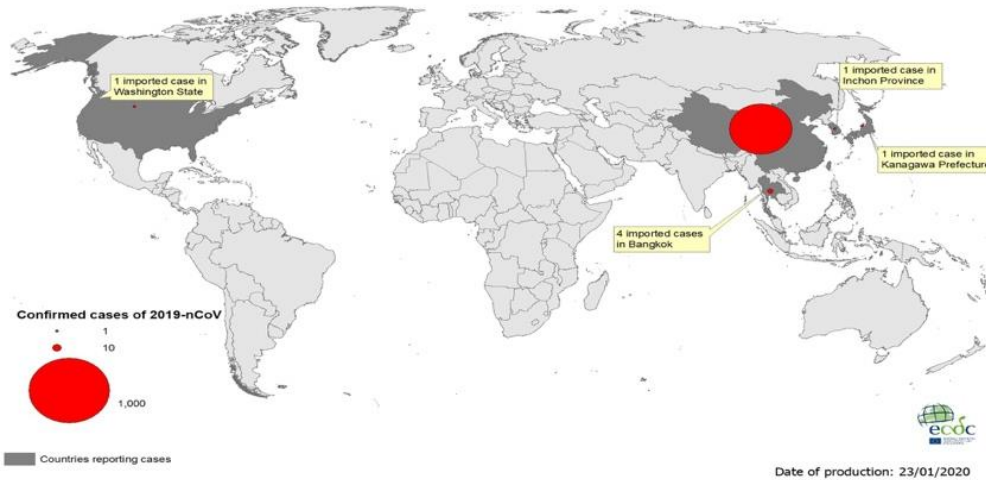 1 imported case in
Washington State
1 imported case in
Inchon Province
1 imported case in
Kanagawa Prefecture
4 imported cases
in Bangkok
Confirmed cases of 2019-nCoV
1
10
1,000
Countries reporting cases
ecdc
Date of production: 23/01/2020